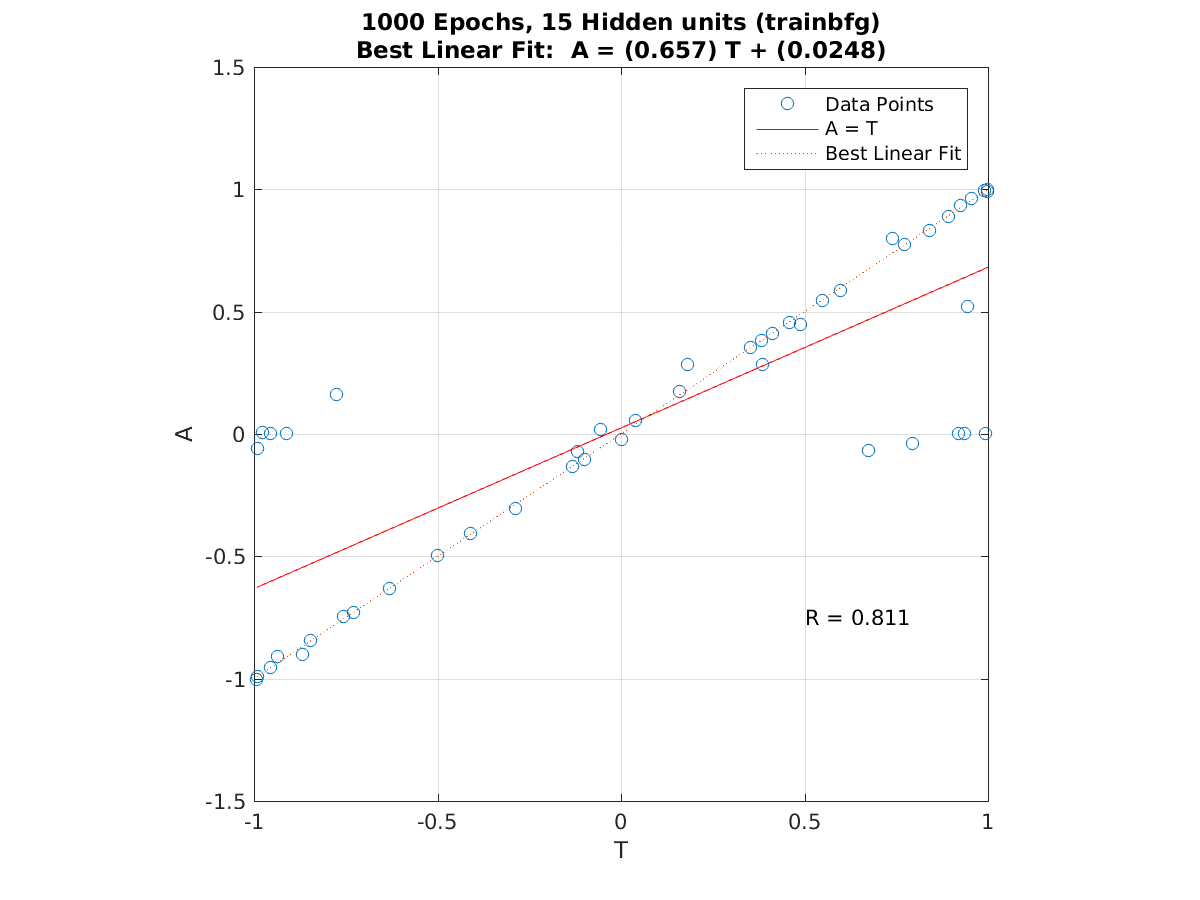 1000 Epochs, 15 Hidden units (trainbfg)
Best Linear Fit:  A = (0.657) T + (0.0248)
1.5
Data Points
A = T
Best Linear Fit
1
0.5
A
0
-0.5
R = 0.811
-1
-1.5
-1 -0.5 0 0.5 1
T